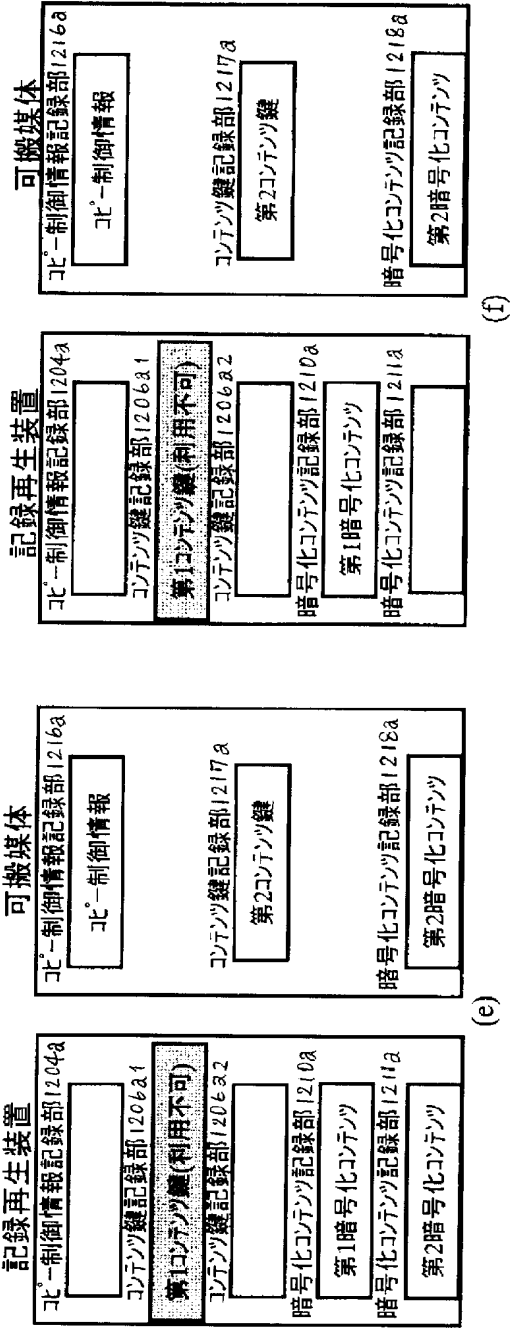 記録再生装置
コピー制御情報記録部1204a
コンテンツ鍵記録部1206a1
第1コンテンツ鍵(利用不可)
コンテンツ鍵記録部1206a2
暗号化コンテンツ記録部1210a
第1暗号化コンテンツ
暗号化コンテンツ記録部1211a
第2暗号化コンテンツ
可搬媒体
コピー制御情報記録部1216a
コピー制御情報
コンテンツ鍵記録部1217a
第2コンテンツ鍵
暗号化コンテンツ記録部1218a
第2暗号化コンテンツ
(e)
記録再生装置
コピー制御情報記録部1204a
コンテンツ鍵記録部1206a1
第1コンテンツ鍵(利用不可)
コンテンツ鍵記録部1206a2
暗号化コンテンツ記録部1210a
第1暗号化コンテンツ
暗号化コンテンツ記録部1211a
可搬媒体
コピー制御情報記録部1216a
コピー制御情報
コンテンツ鍵記録部1217a
第2コンテンツ鍵
暗号化コンテンツ記録部1218a
第2暗号化コンテンツ
(f)